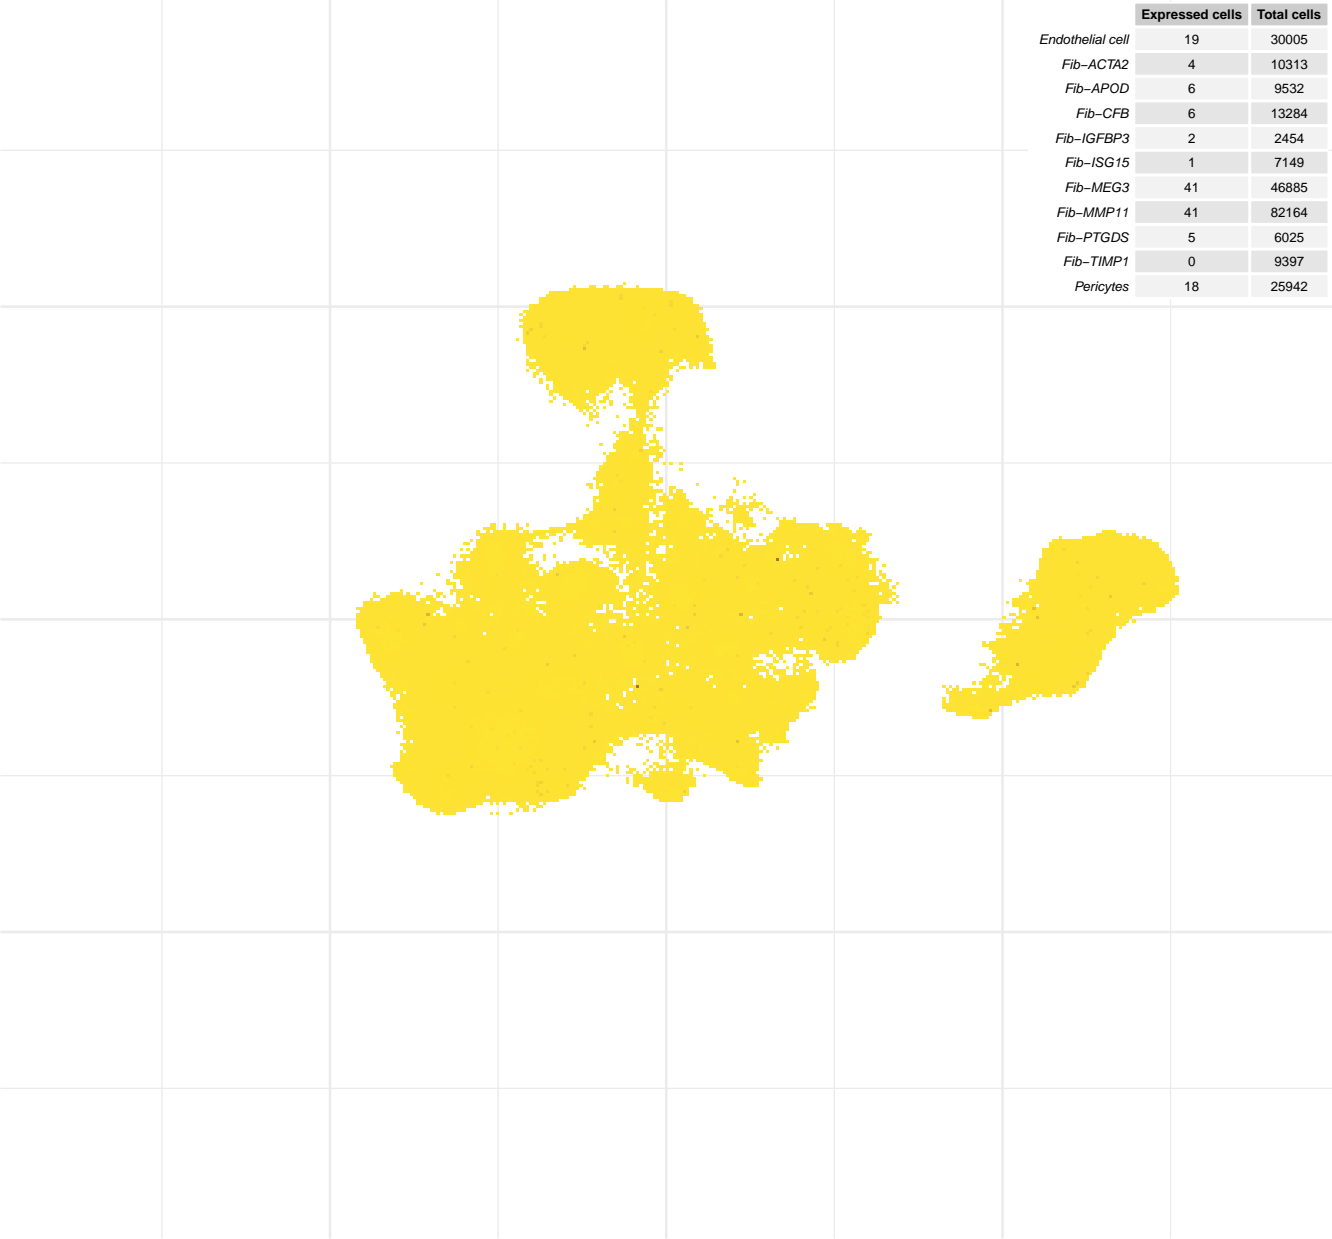 Expressed cells Total cells
Endothelial cell 19 30005
Fib−ACTA2 4 10313
Fib−APOD 6 9532
Fib−CFB 6 13284
Fib−IGFBP3 2 2454
Fib−ISG15 1 7149
Fib−MEG3 41 46885
Fib−MMP11 41 82164
Fib−PTGDS 5 6025
Fib−TIMP1 0 9397
Pericytes 18 25942